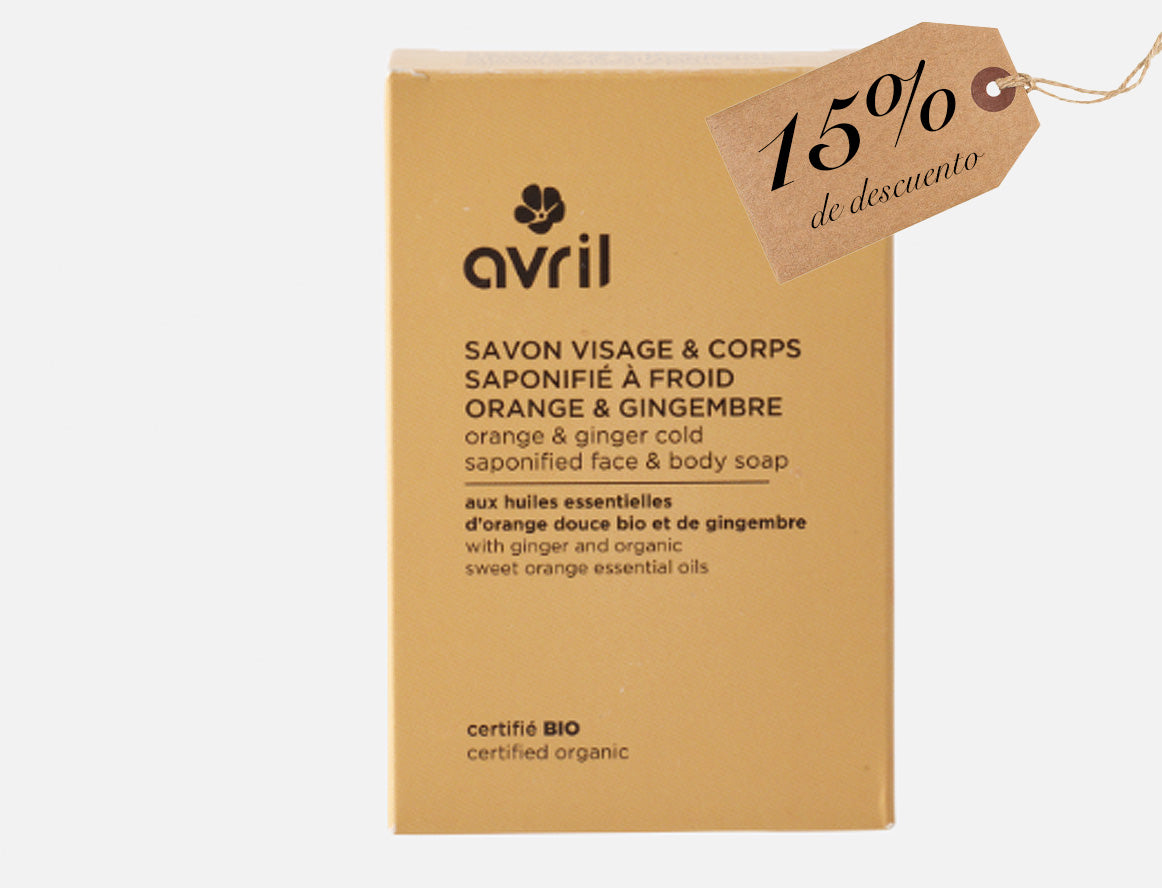 15%
de descuento
avril
SAVON VISAGE & CORPS
SAPONIFIÉ À FROID
ORANGE & GINGEMBRE
orange & ginger cold
saponified face & body soap
aux huiles essentielles
d'orange douce bio et de gingembre
with ginger and organic
sweet orange essential oils
certifié BIO
certified organic